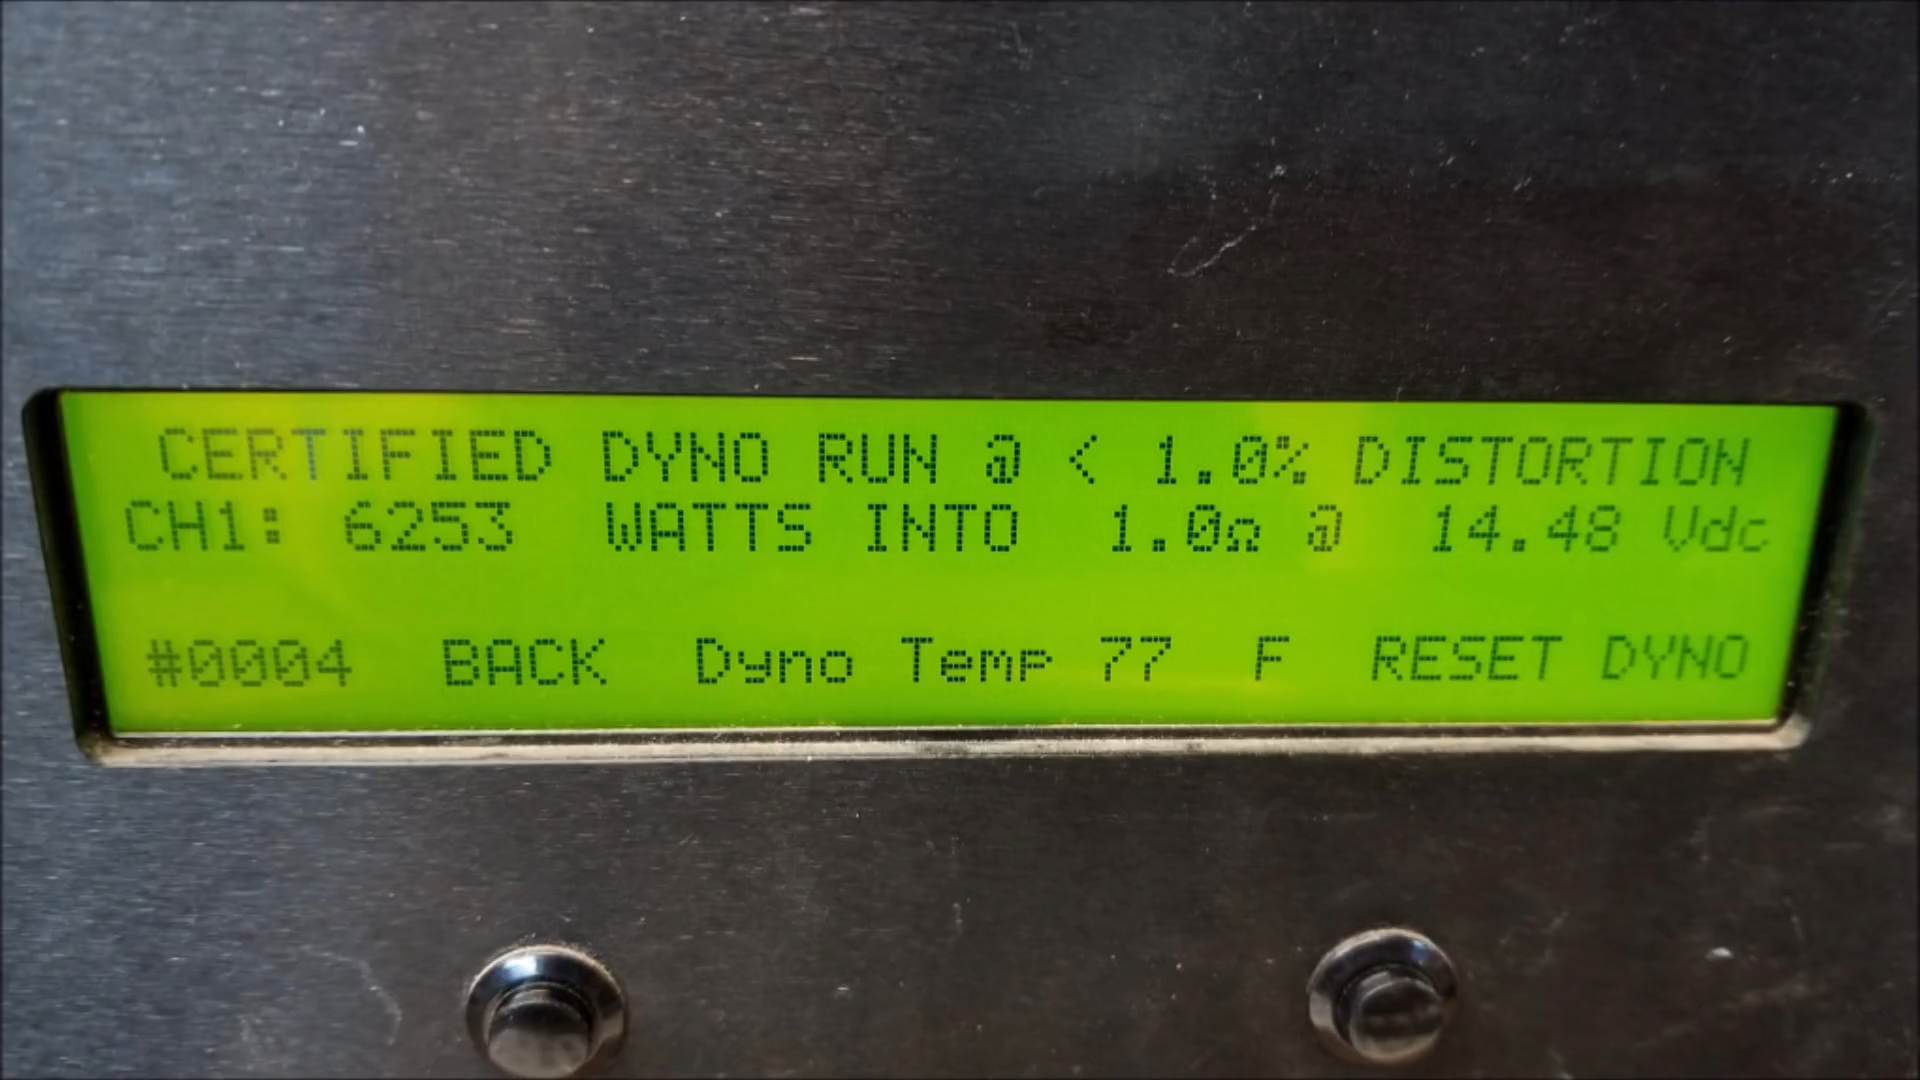 CERTIFIED DYNO RUN @ < 1.0% DISTORTION
CH1: 6253 WATTS INTO 1.0Ω @ 14.48 Vdc
#0004 BACK Dyno Temp 77 F RESET DYNO